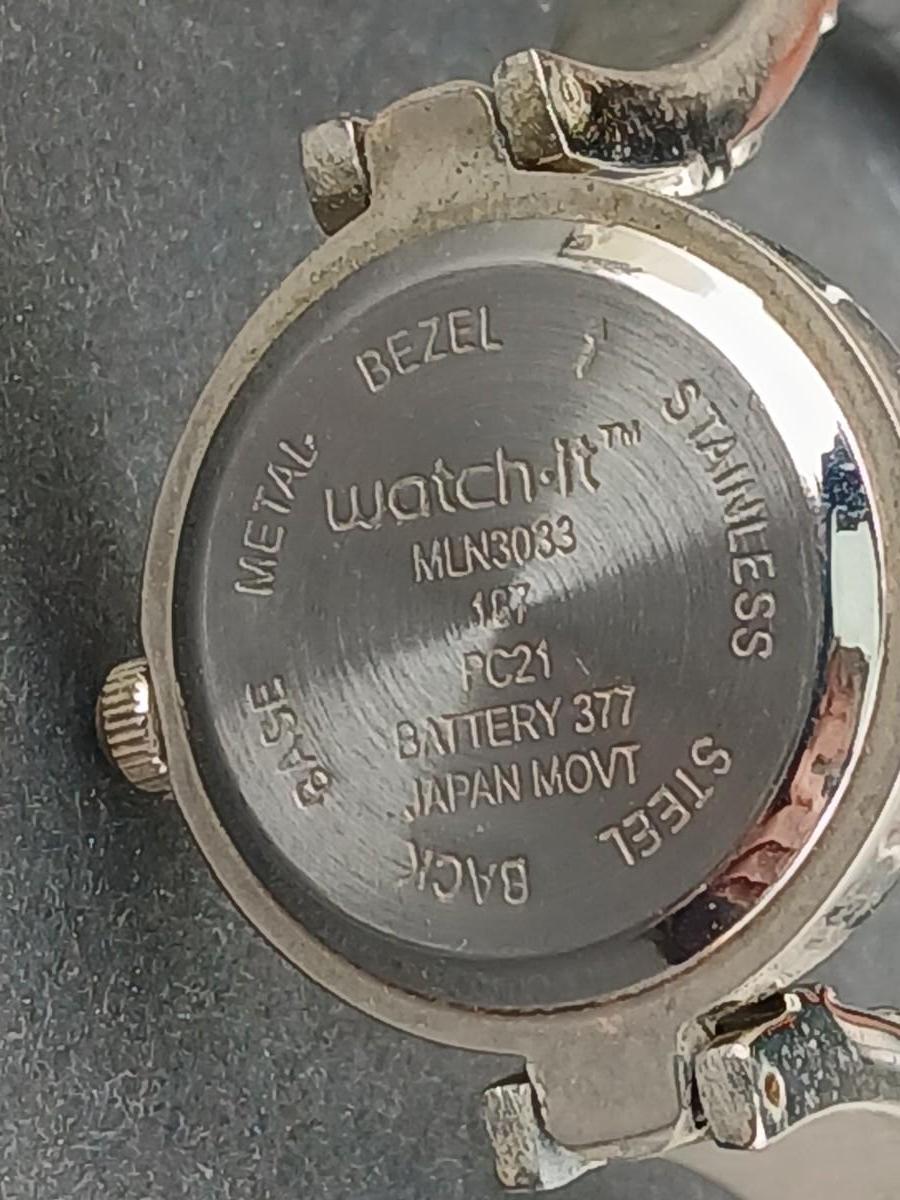 watch·It™
MLN3033
PC21
BATTERY 377
JAPAN MOVT
BASE METAL BEZEL
STAINLESS STEEL BACK